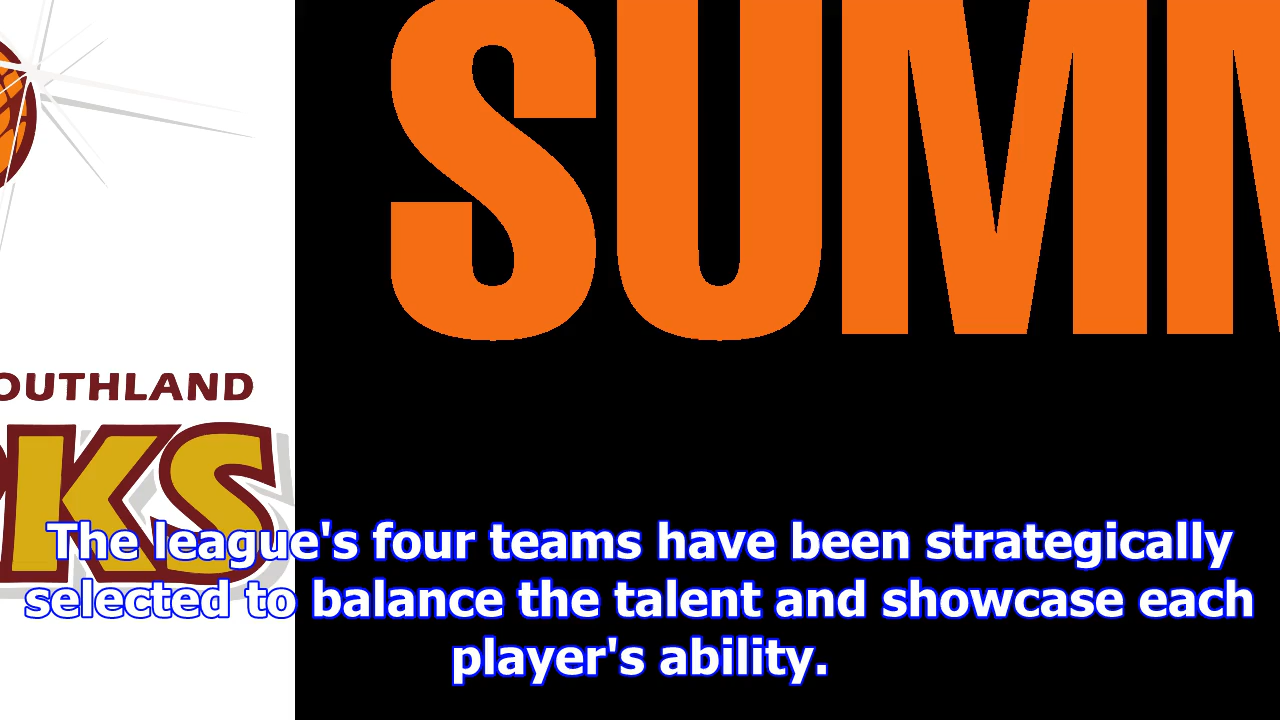 SUMM
OUTHLAND
KS
The league's four teams have been strategically
selected to balance the talent and showcase each
player's ability.